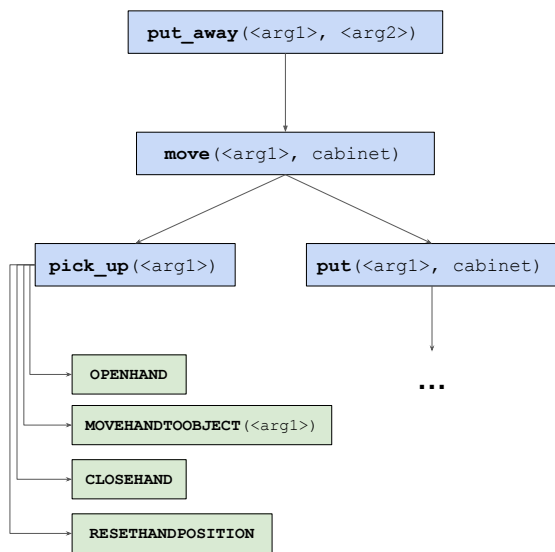 put_away(<arg1>, <arg2>)
move(<arg1>, cabinet)
pick_up(<arg1>)
put(<arg1>, cabinet)
OPENHAND
...
MOVEHANDTOOBJECT(<arg1>)
CLOSEHAND
RESETHANDPOSITION